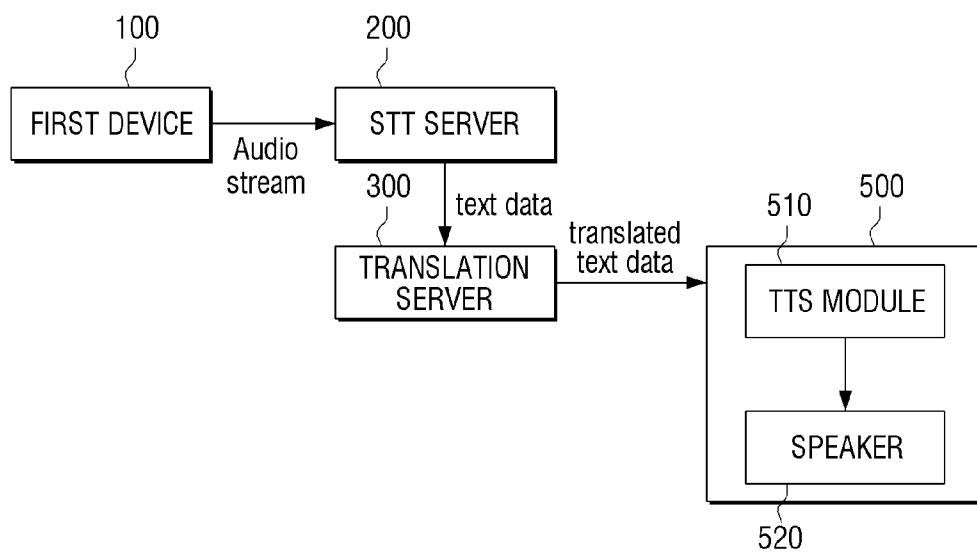 100
200
FIRST DEVICE
STT SERVER
Audio
stream
300
text data
510
500
translated
text data
TRANSLATION
SERVER
TTS MODULE
SPEAKER
520